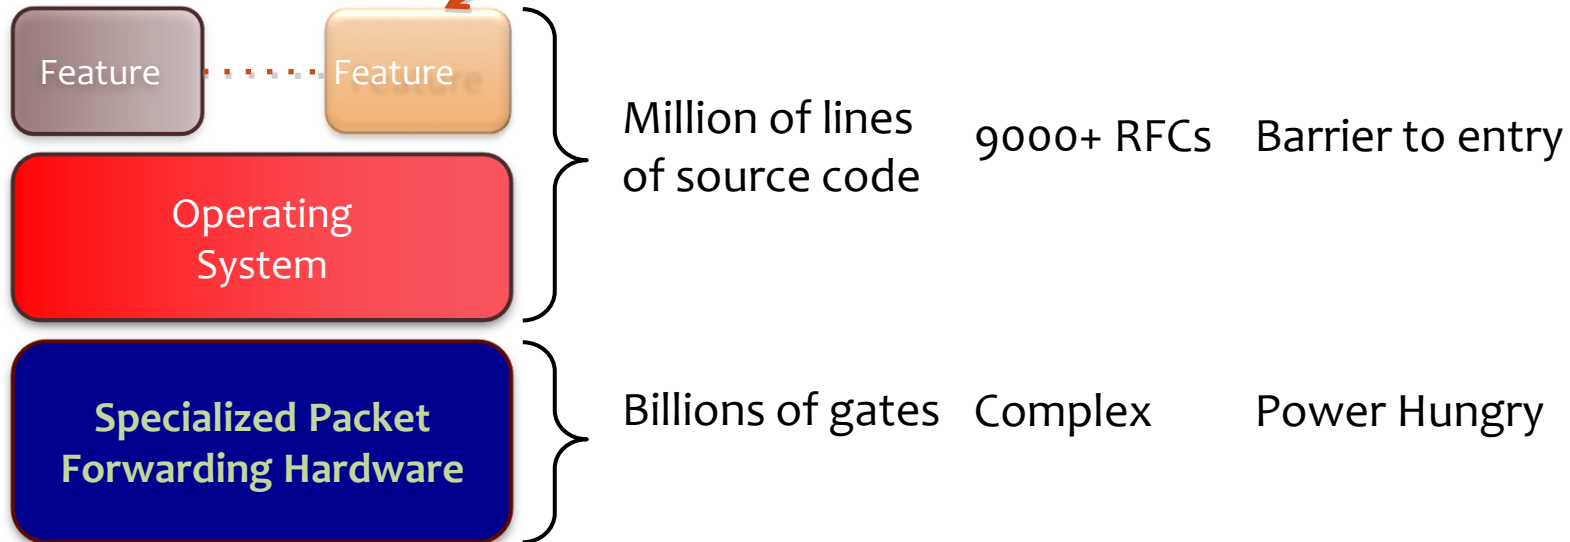 Feature
Feature
Million of lines
of source code
9000+ RFCs
Barrier to entry
Operating
System
Specialized Packet
Forwarding Hardware
Billions of gates
Complex
Power Hungry